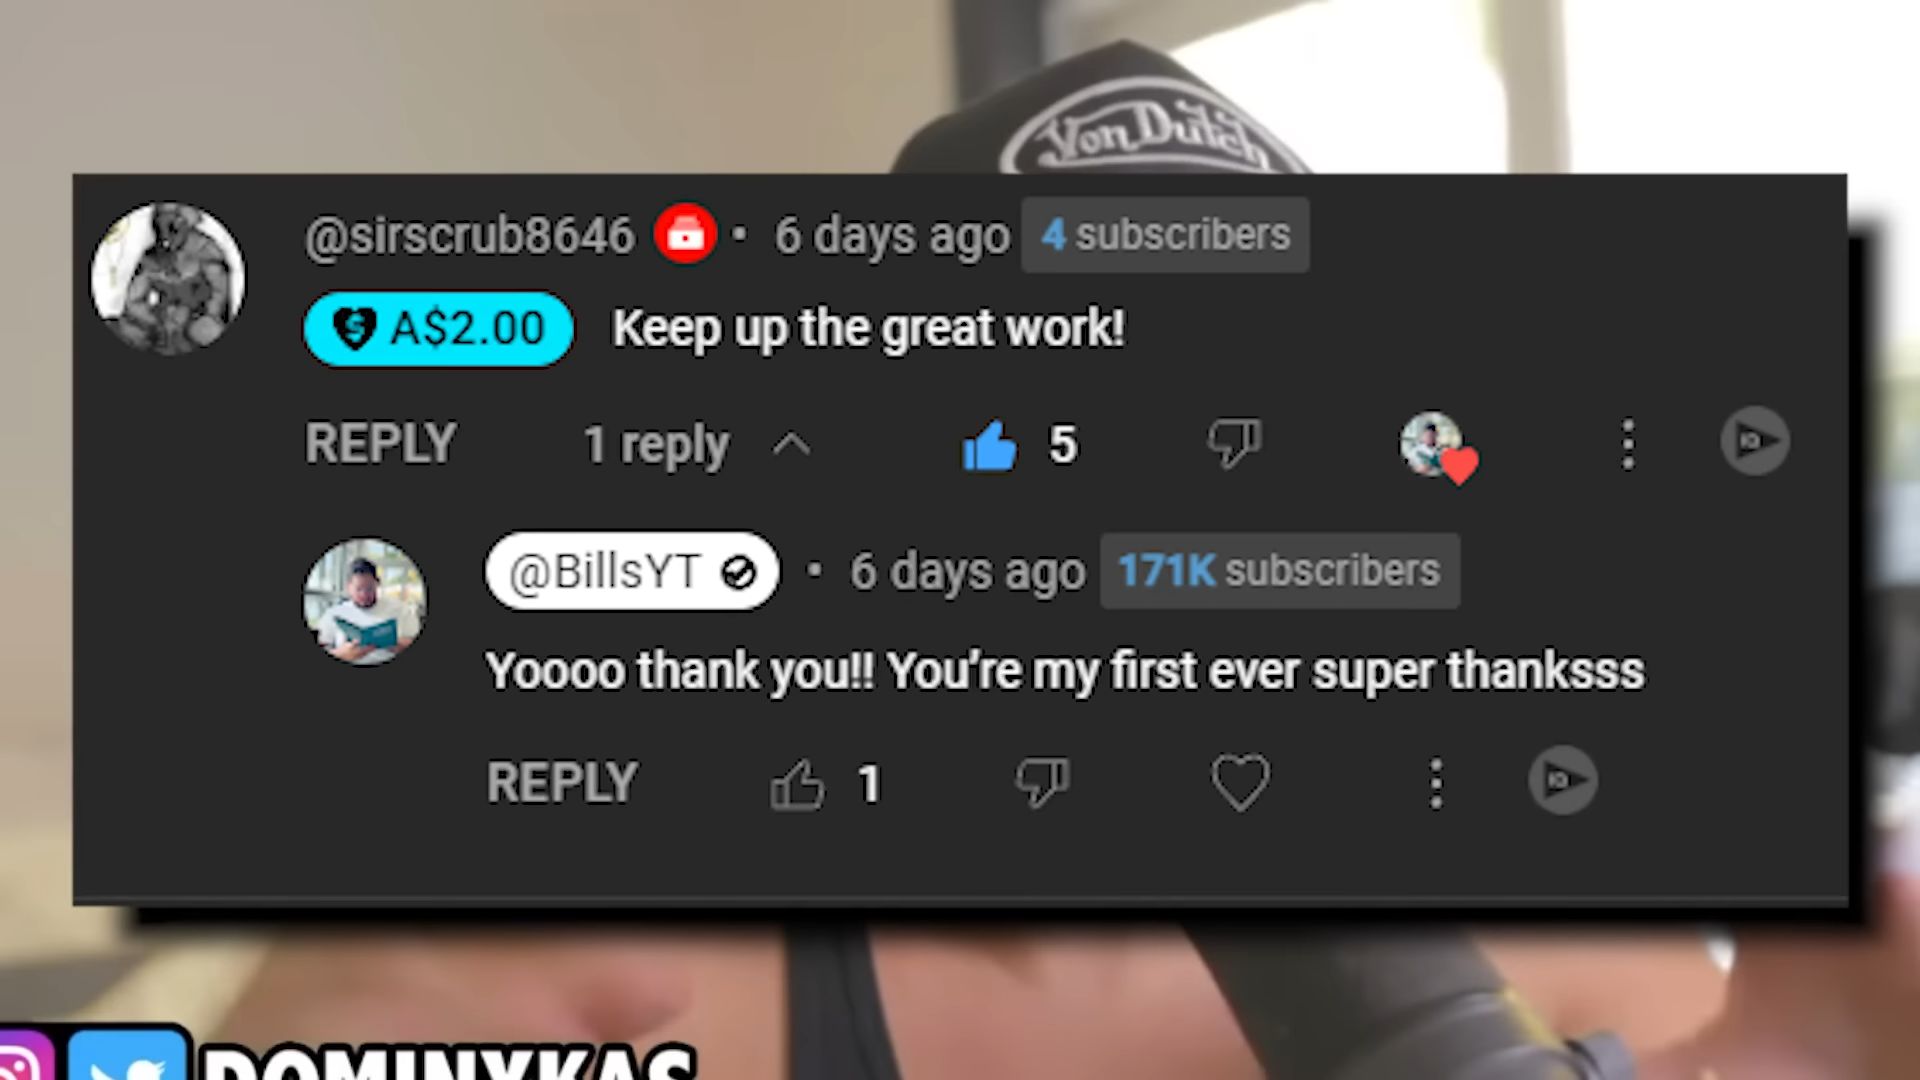 Von Dutch
@sirscrub8646 • 6 days ago 4 subscribers
A$2.00 Keep up the great work!
REPLY 1 reply 5
@BillsYT • 6 days ago 171K subscribers
Yoooo thank you!! You're my first ever super thanksss
REPLY 1
DOMINYKAS